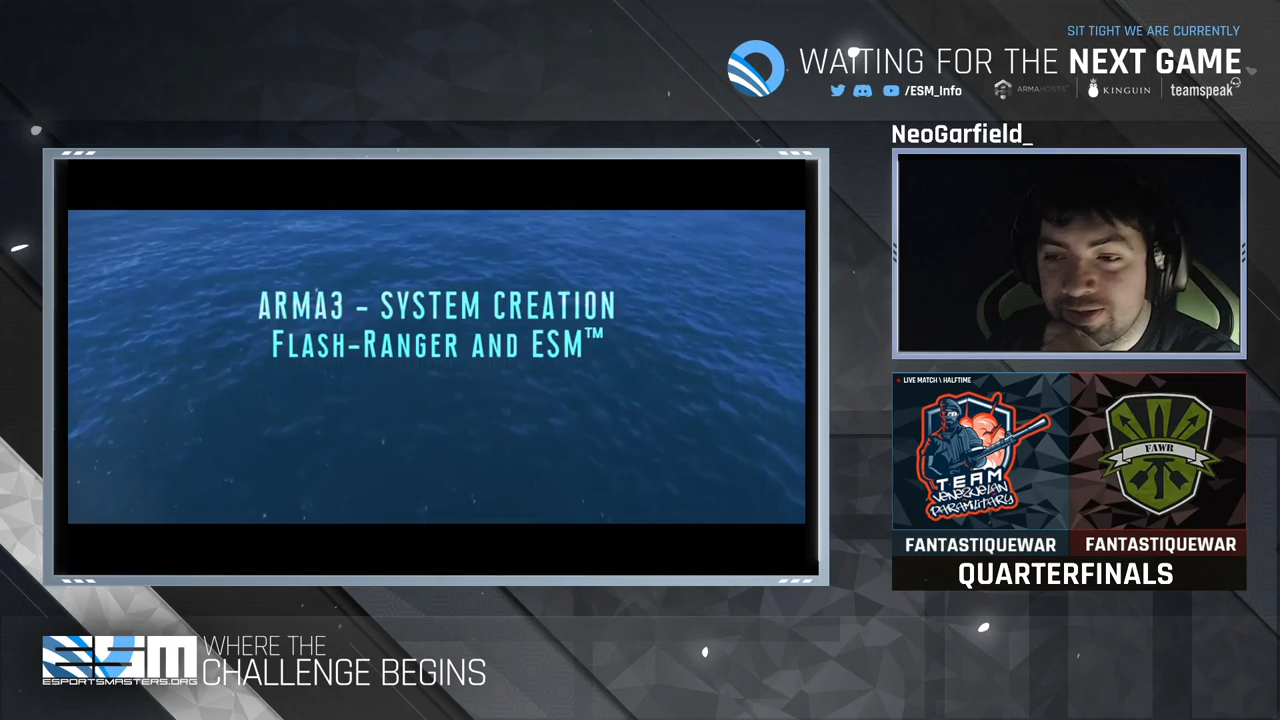 SIT TIGHT WE ARE CURRENTLY
WAITING FOR THE NEXT GAME
/ESM_Info
ARMAHOSTS
KINGUIN
teamspeak
NeoGarfield_
ARMA3 - SYSTEM CREATION
FLASH-RANGER AND ESM™
LIVE MATCH \ HALFTIME
TEAM
VENEZUELAN
PARAMILITARY
FAWR
FANTASTIQUEWAR
FANTASTIQUEWAR
QUARTERFINALS
ESM
ESPORTSMASTERS.ORG
WHERE THE
CHALLENGE BEGINS